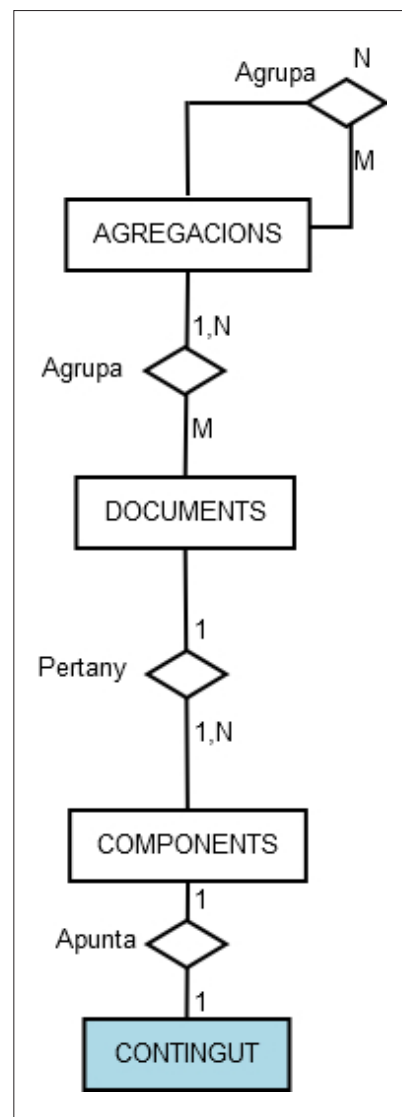 N
Agrupa
M
AGREGACIONS
1,N
Agrupa
M
DOCUMENTS
1
Pertany
1,N
COMPONENTS
1
Apunta
1
CONTINGUT